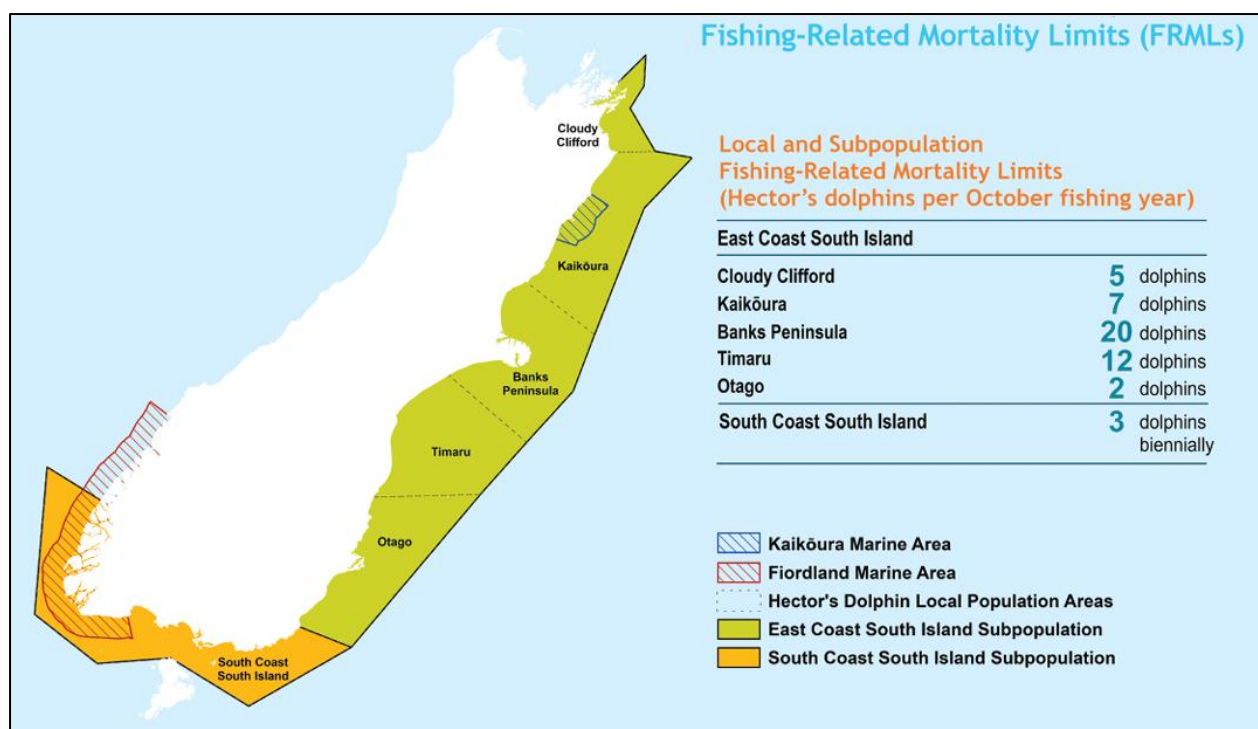 Fishing-Related Mortality Limits (FRMLs)
Local and Subpopulation
Fishing-Related Mortality Limits
(Hector's dolphins per October fishing year)
East Coast South Island
Cloudy Clifford 5 dolphins
Kaikōura 7 dolphins
Banks Peninsula 20 dolphins
Timaru 12 dolphins
Otago 2 dolphins
South Coast South Island 3 dolphins
biennially
Kaikōura Marine Area
Fiordland Marine Area
Hector's Dolphin Local Population Areas
East Coast South Island Subpopulation
South Coast South Island Subpopulation
Cloudy
Clifford
Kaikōura
Banks
Peninsula
Timaru
Otago
South Coast
South Island